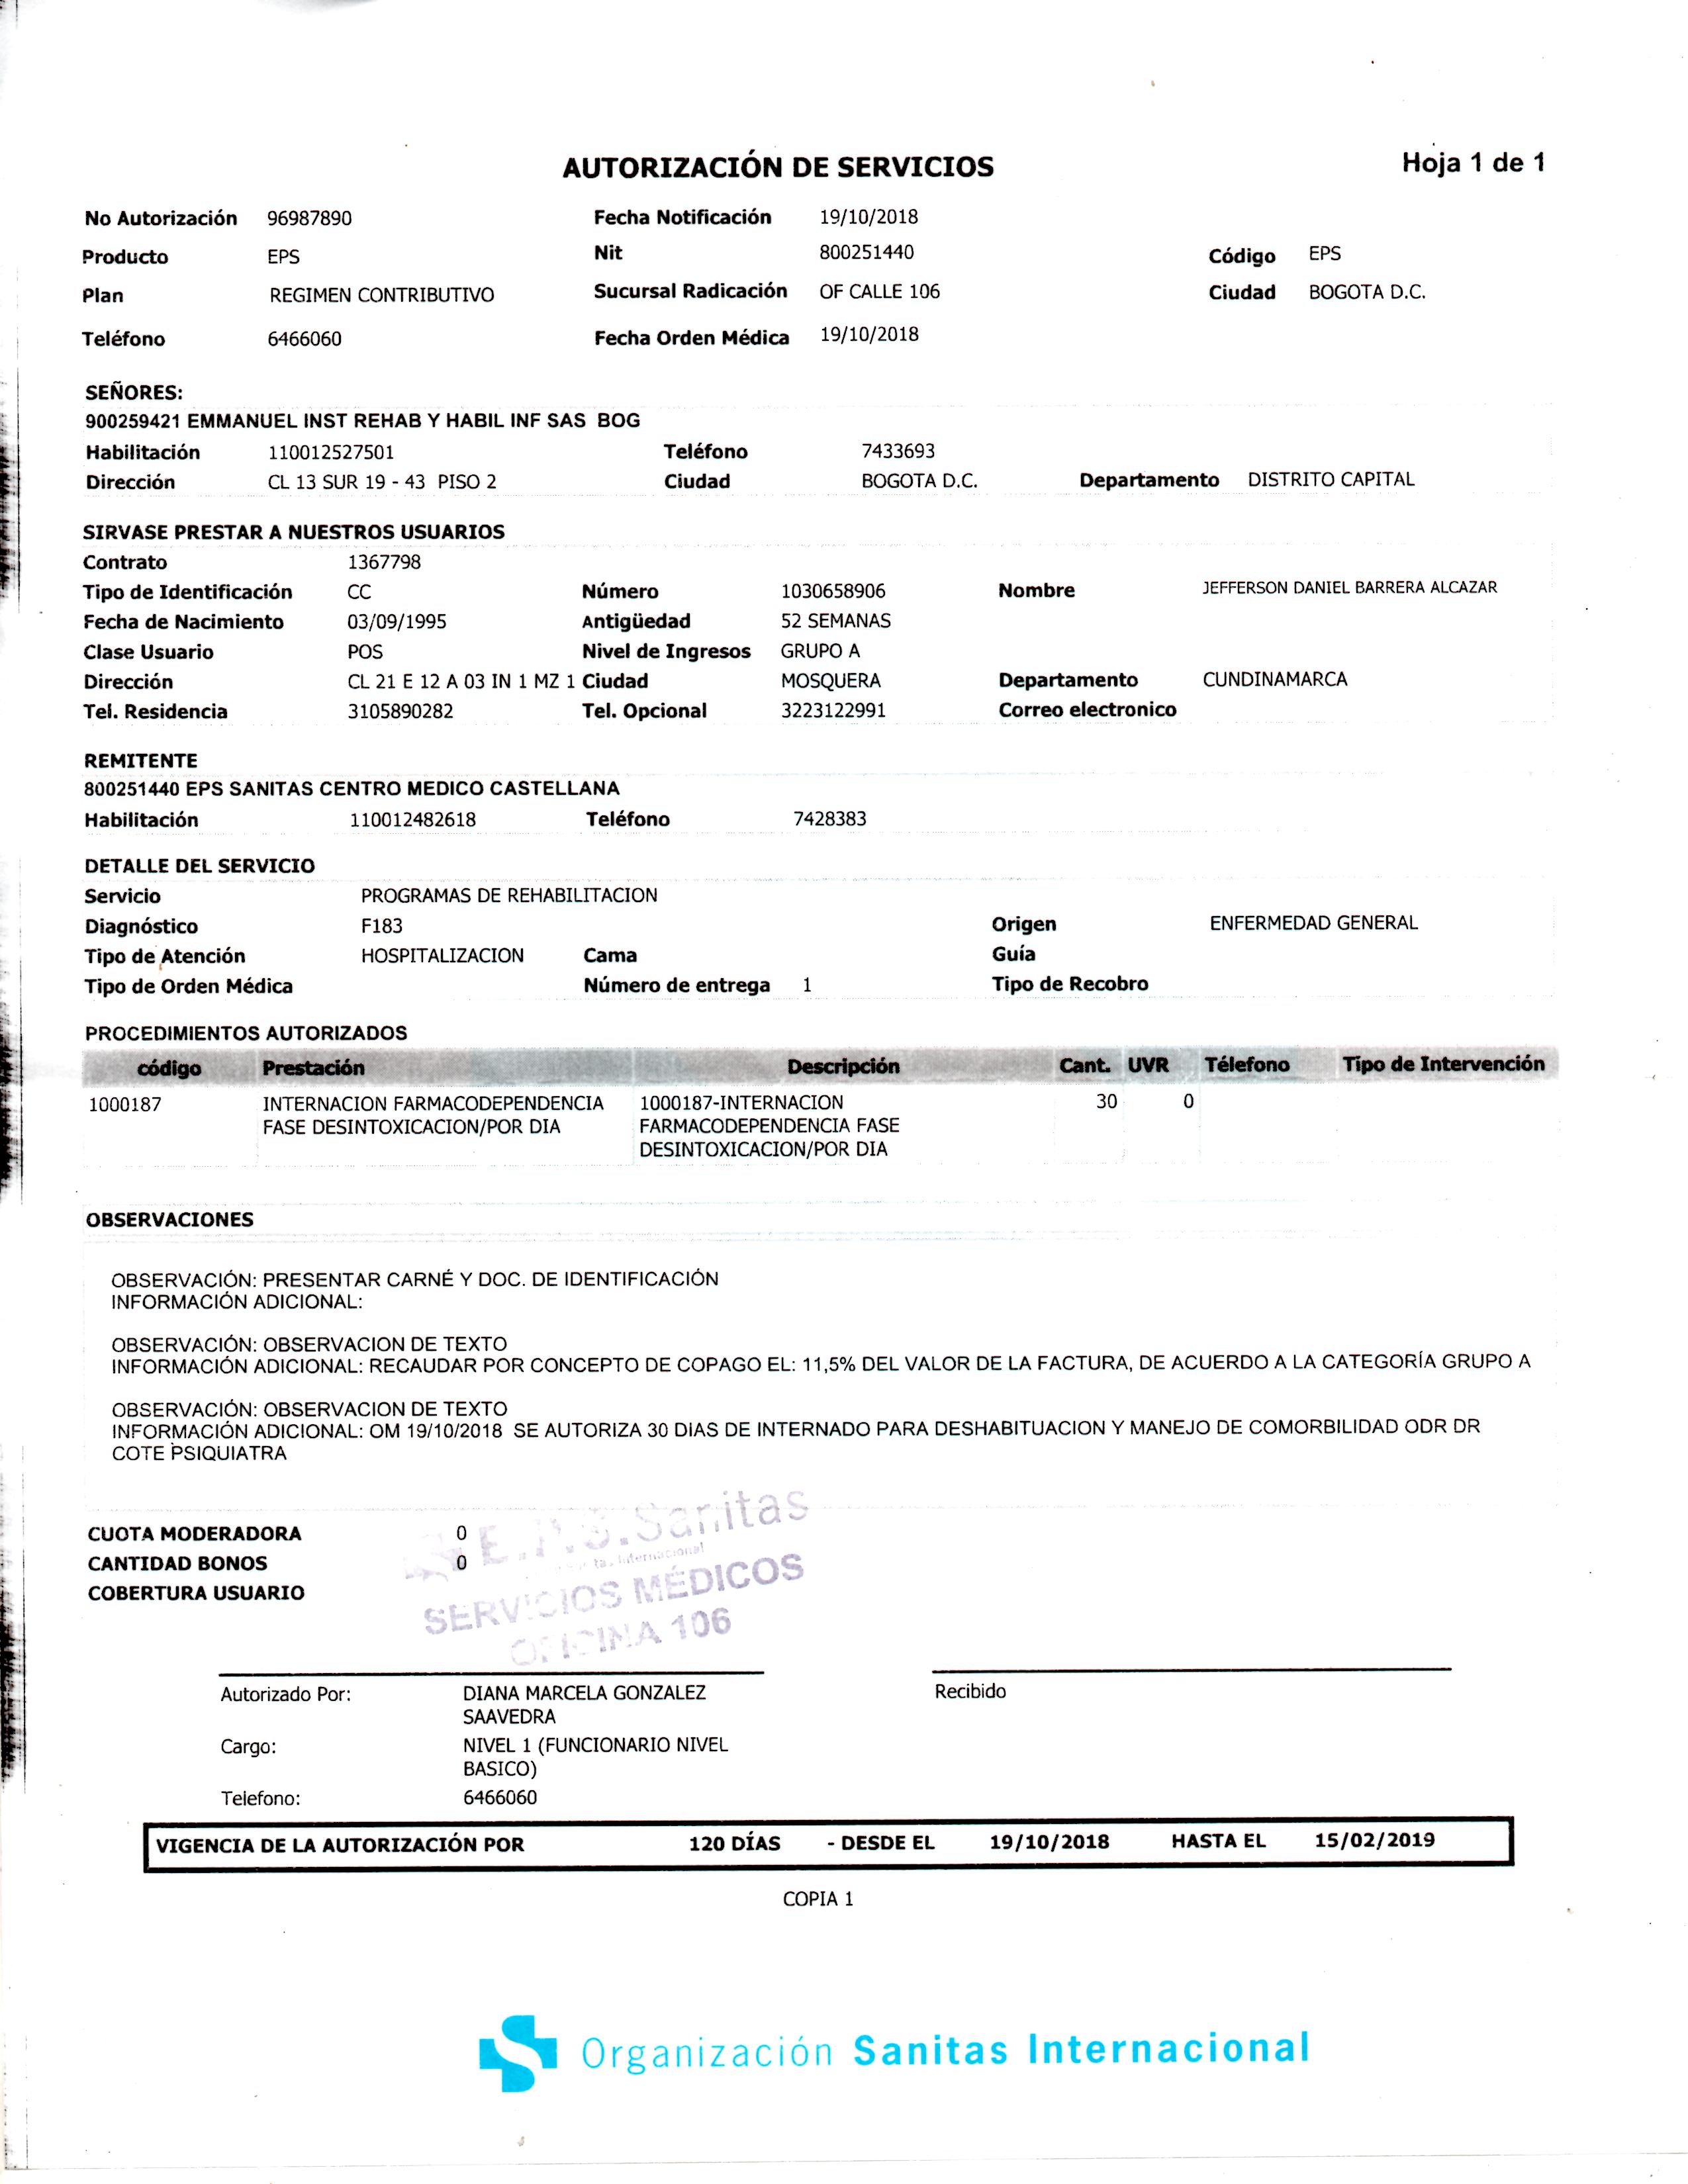 AUTORIZACIÓN DE SERVICIOS
Hoja 1 de 1
No Autorización 96987890 Fecha Notificación 19/10/2018
Producto EPS Nit 800251440 Código EPS
Plan REGIMEN CONTRIBUTIVO Sucursal Radicación OF CALLE 106 Ciudad BOGOTA D.C.
Teléfono 6466060 Fecha Orden Médica 19/10/2018
SEÑORES:
900259421 EMMANUEL INST REHAB Y HABIL INF SAS BOG
Habilitación 110012527501 Teléfono 7433693
Dirección CL 13 SUR 19 - 43 PISO 2 Ciudad BOGOTA D.C. Departamento DISTRITO CAPITAL
SIRVASE PRESTAR A NUESTROS USUARIOS
Contrato 1367798
Tipo de Identificación CC Número 1030658906 Nombre JEFFERSON DANIEL BARRERA ALCAZAR
Fecha de Nacimiento 03/09/1995 Antigüedad 52 SEMANAS
Clase Usuario POS Nivel de Ingresos GRUPO A
Dirección CL 21 E 12 A 03 IN 1 MZ 1 Ciudad MOSQUERA Departamento CUNDINAMARCA
Tel. Residencia 3105890282 Tel. Opcional 3223122991 Correo electronico
REMITENTE
800251440 EPS SANITAS CENTRO MEDICO CASTELLANA
Habilitación 110012482618 Teléfono 7428383
DETALLE DEL SERVICIO
Servicio PROGRAMAS DE REHABILITACION
Diagnóstico F183 Origen ENFERMEDAD GENERAL
Tipo de Atención HOSPITALIZACION Cama Guía
Tipo de Orden Médica Número de entrega 1 Tipo de Recobro
PROCEDIMIENTOS AUTORIZADOS
código Prestación Descripción Cant. UVR Télefono Tipo de Intervención
1000187 INTERNACION FARMACODEPENDENCIA 1000187-INTERNACION 30 0
FASE DESINTOXICACION/POR DIA FARMACODEPENDENCIA FASE
DESINTOXICACION/POR DIA
OBSERVACIONES
OBSERVACIÓN: PRESENTAR CARNÉ Y DOC. DE IDENTIFICACIÓN
INFORMACIÓN ADICIONAL:
OBSERVACIÓN: OBSERVACION DE TEXTO
INFORMACIÓN ADICIONAL: RECAUDAR POR CONCEPTO DE COPAGO EL: 11,5% DEL VALOR DE LA FACTURA, DE ACUERDO A LA CATEGORÍA GRUPO A
OBSERVACIÓN: OBSERVACION DE TEXTO
INFORMACIÓN ADICIONAL: OM 19/10/2018 SE AUTORIZA 30 DIAS DE INTERNADO PARA DESHABITUACION Y MANEJO DE COMORBILIDAD ODR DR
COTE PSIQUIATRA
CUOTA MODERADORA 0
CANTIDAD BONOS 0
COBERTURA USUARIO
E.P.S. Sanitas
Internacional
SERVICIOS MÉDICOS
OFICINA 106
Autorizado Por: DIANA MARCELA GONZALEZ Recibido
SAAVEDRA
Cargo: NIVEL 1 (FUNCIONARIO NIVEL
BASICO)
Telefono: 6466060
VIGENCIA DE LA AUTORIZACIÓN POR 120 DÍAS - DESDE EL 19/10/2018 HASTA EL 15/02/2019
COPIA 1
Organización Sanitas Internacional